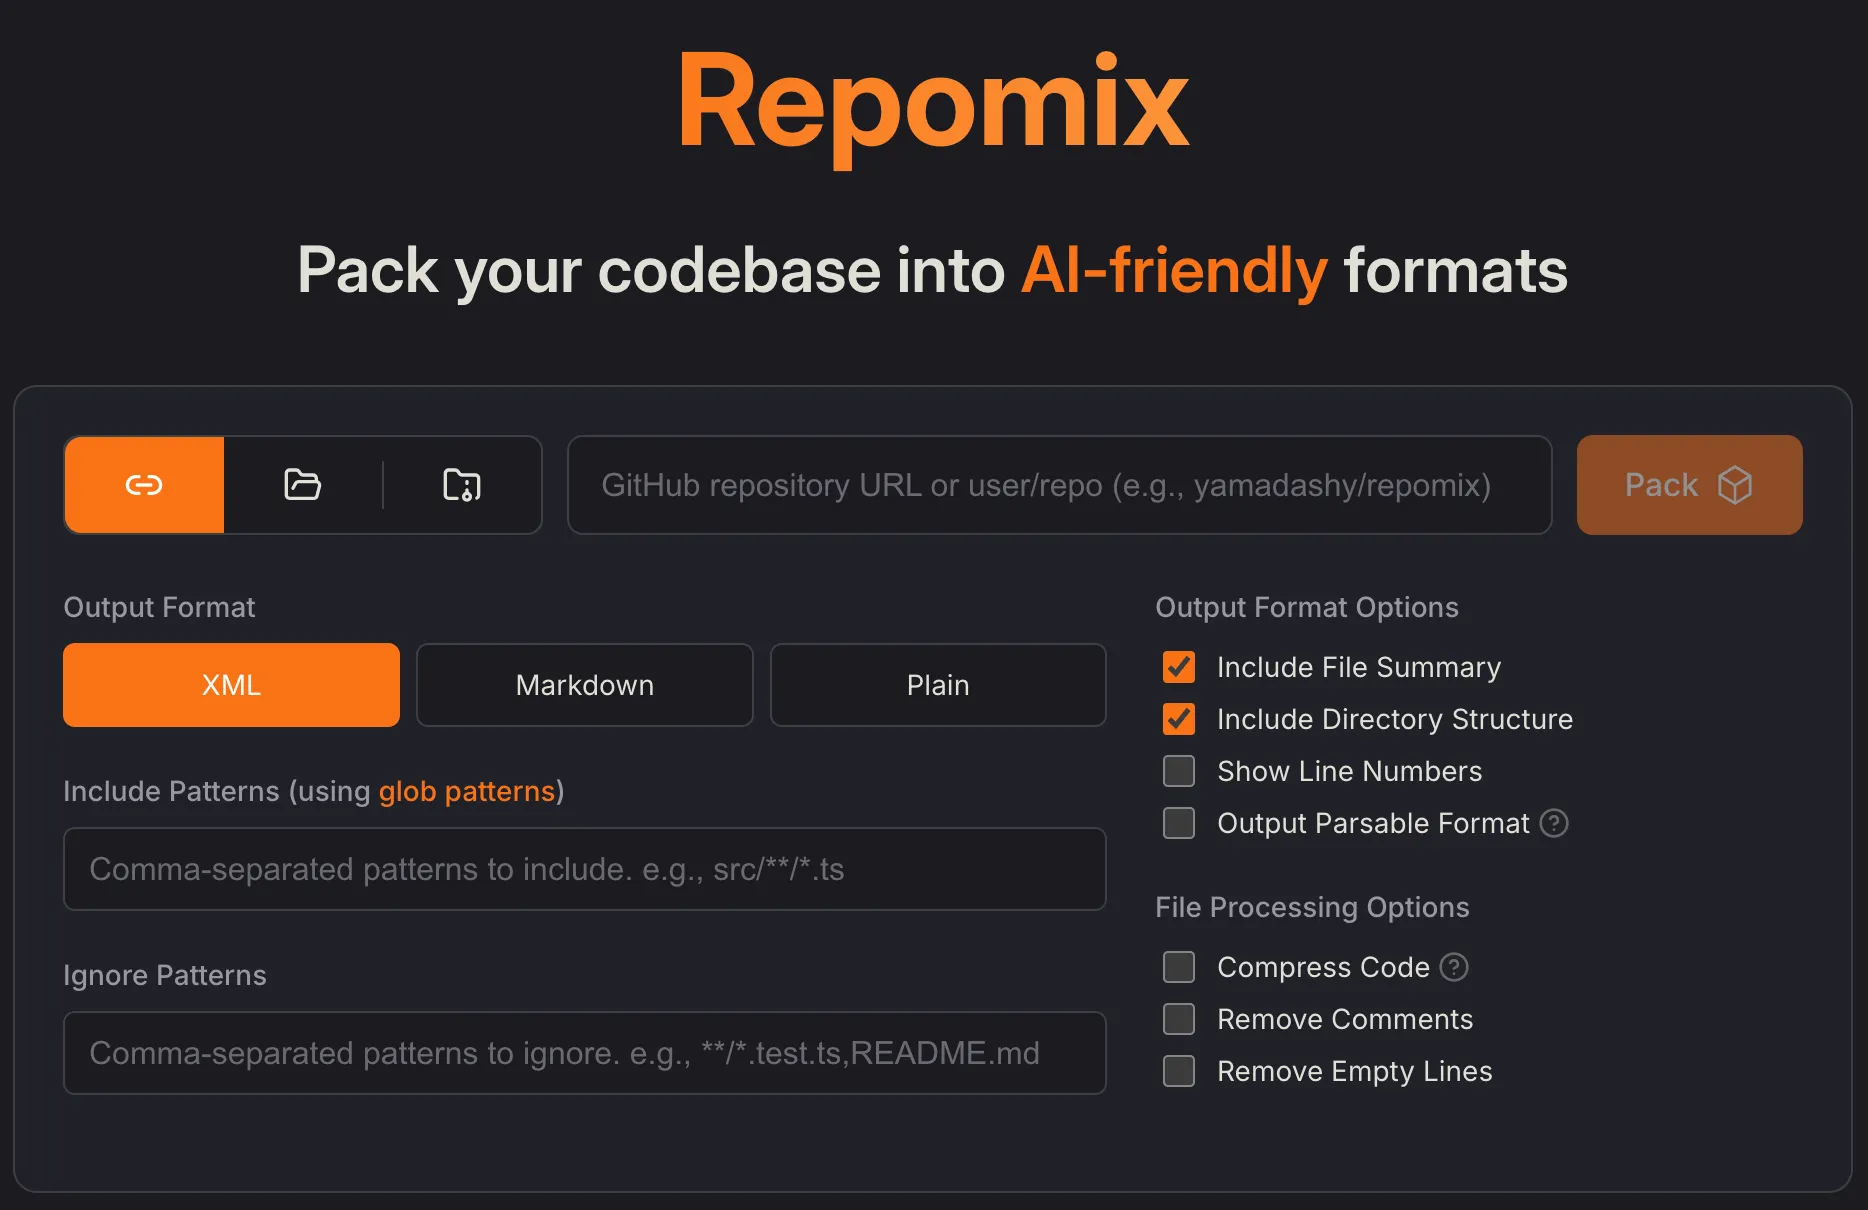 Repomix
Pack your codebase into AI-friendly formats
GitHub repository URL or user/repo (e.g., yamadashy/repomix)
Pack
Output Format
XML
Markdown
Plain
Include Patterns (using glob patterns)
Comma-separated patterns to include. e.g., src/**/*.ts
Ignore Patterns
Comma-separated patterns to ignore. e.g., **/*.test.ts,README.md
Output Format Options
Include File Summary
Include Directory Structure
Show Line Numbers
Output Parsable Format ?
File Processing Options
Compress Code ?
Remove Comments
Remove Empty Lines